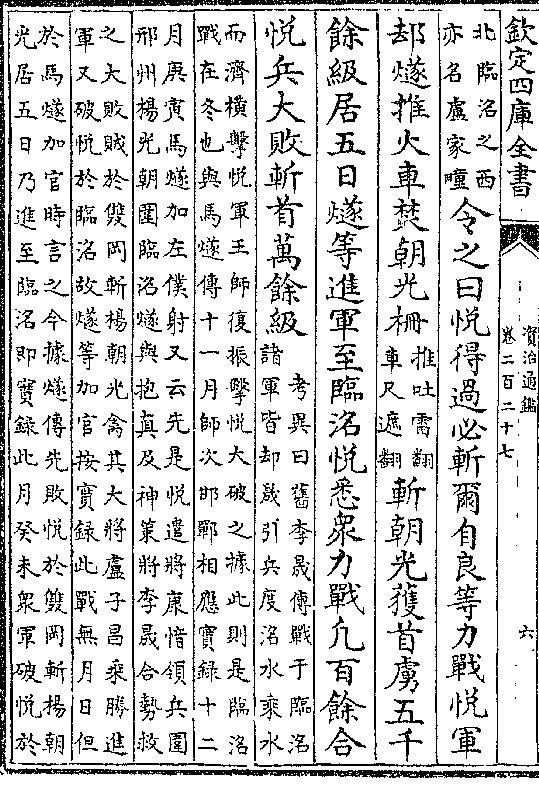 欽定四庫全書
資治通鑑
卷二百二十七
六
北臨洺之西
亦名盧家疃
令之曰悅得過必斬爾自良等力戰悅軍
却燧推火車焚朝光柵
推吐雷翻
車尺遮翻
斬朝光獲首虜五千
餘級居五日燧等進軍至臨洺悅悉衆力戰凡百餘合
悅兵大敗斬首萬餘級
考異曰舊李晟傳戰于臨洺
諸軍皆却晟引兵度洺水乘氷
而濟橫擊悅軍王師復振擊悅大破之據此則是臨洺
戰在冬也與馬燧傳十一月師次邯鄲相應實録十二
月庚寅馬燧加左僕射又云先是悅遣將康愔領兵圍
邢州楊光朝圍臨洺燧與抱真及神策將李晟合勢救
之大敗賊於雙岡斬楊朝光禽其大將盧子昌乘勝進
軍又破悅於臨洺故燧等加官按實録此戰無月日但
於馬燧加官時言之今據燧傳先敗悅於雙岡斬楊朝
光居五日乃進至臨洺即實録此月癸未衆軍破悅於